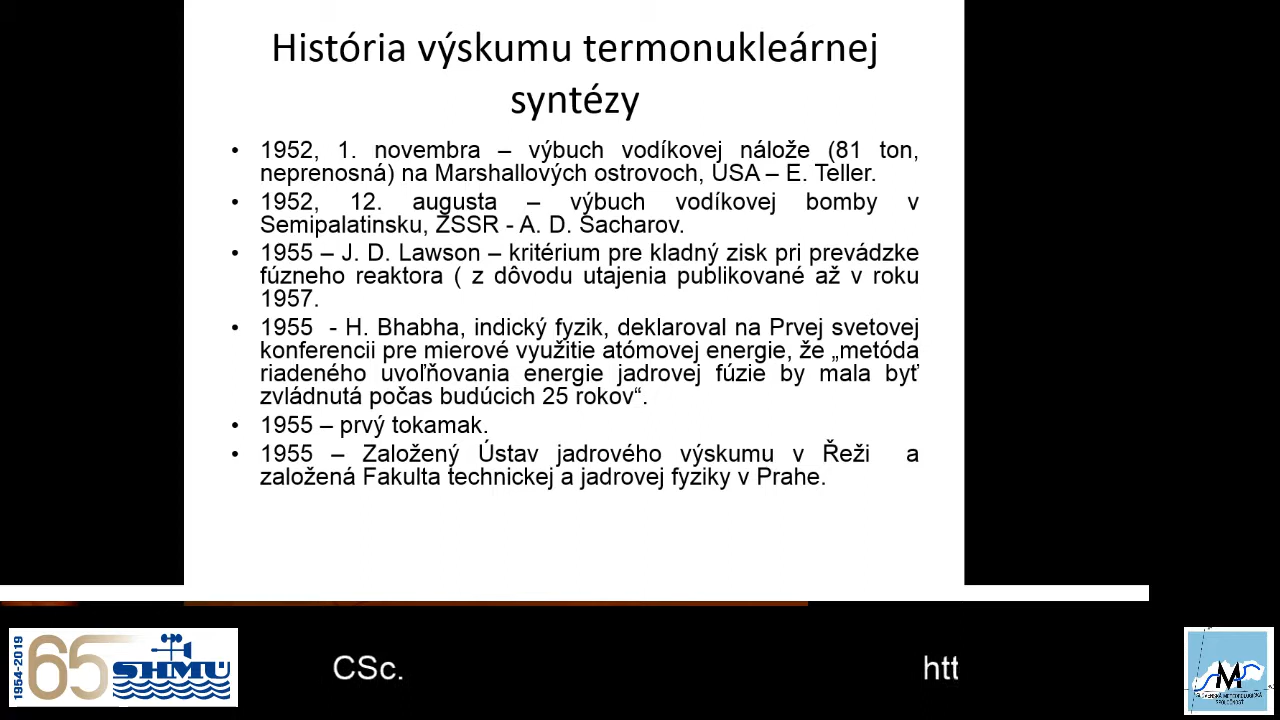 História výskumu termonukleárnej
syntézy
• 1952, 1. novembra – výbuch vodíkovej nálože (81 ton,
neprenosná) na Marshallových ostrovoch, USA – E. Teller.
• 1952, 12. augusta – výbuch vodíkovej bomby v
Semipalatinsku, ZSSR - A. D. Sacharov.
• 1955 – J. D. Lawson – kritérium pre kladný zisk pri prevádzke
fúzneho reaktora ( z dôvodu utajenia publikované až v roku
1957.
• 1955 - H. Bhabha, indický fyzik, deklaroval na Prvej svetovej
konferencii pre mierové využitie atómovej energie, že „metóda
riadeného uvoľňovania energie jadrovej fúzie by mala byť
zvládnutá počas budúcich 25 rokov“.
• 1955 – prvý tokamak.
• 1955 – Založený Ústav jadrového výskumu v Řeži a
založená Fakulta technickej a jadrovej fyziky v Prahe.
1954-2019
65
SHMÚ
CSc.
htt
M
SLOVENSKÁ METEOROLOGICKÁ
SPOLOČNOSŤ